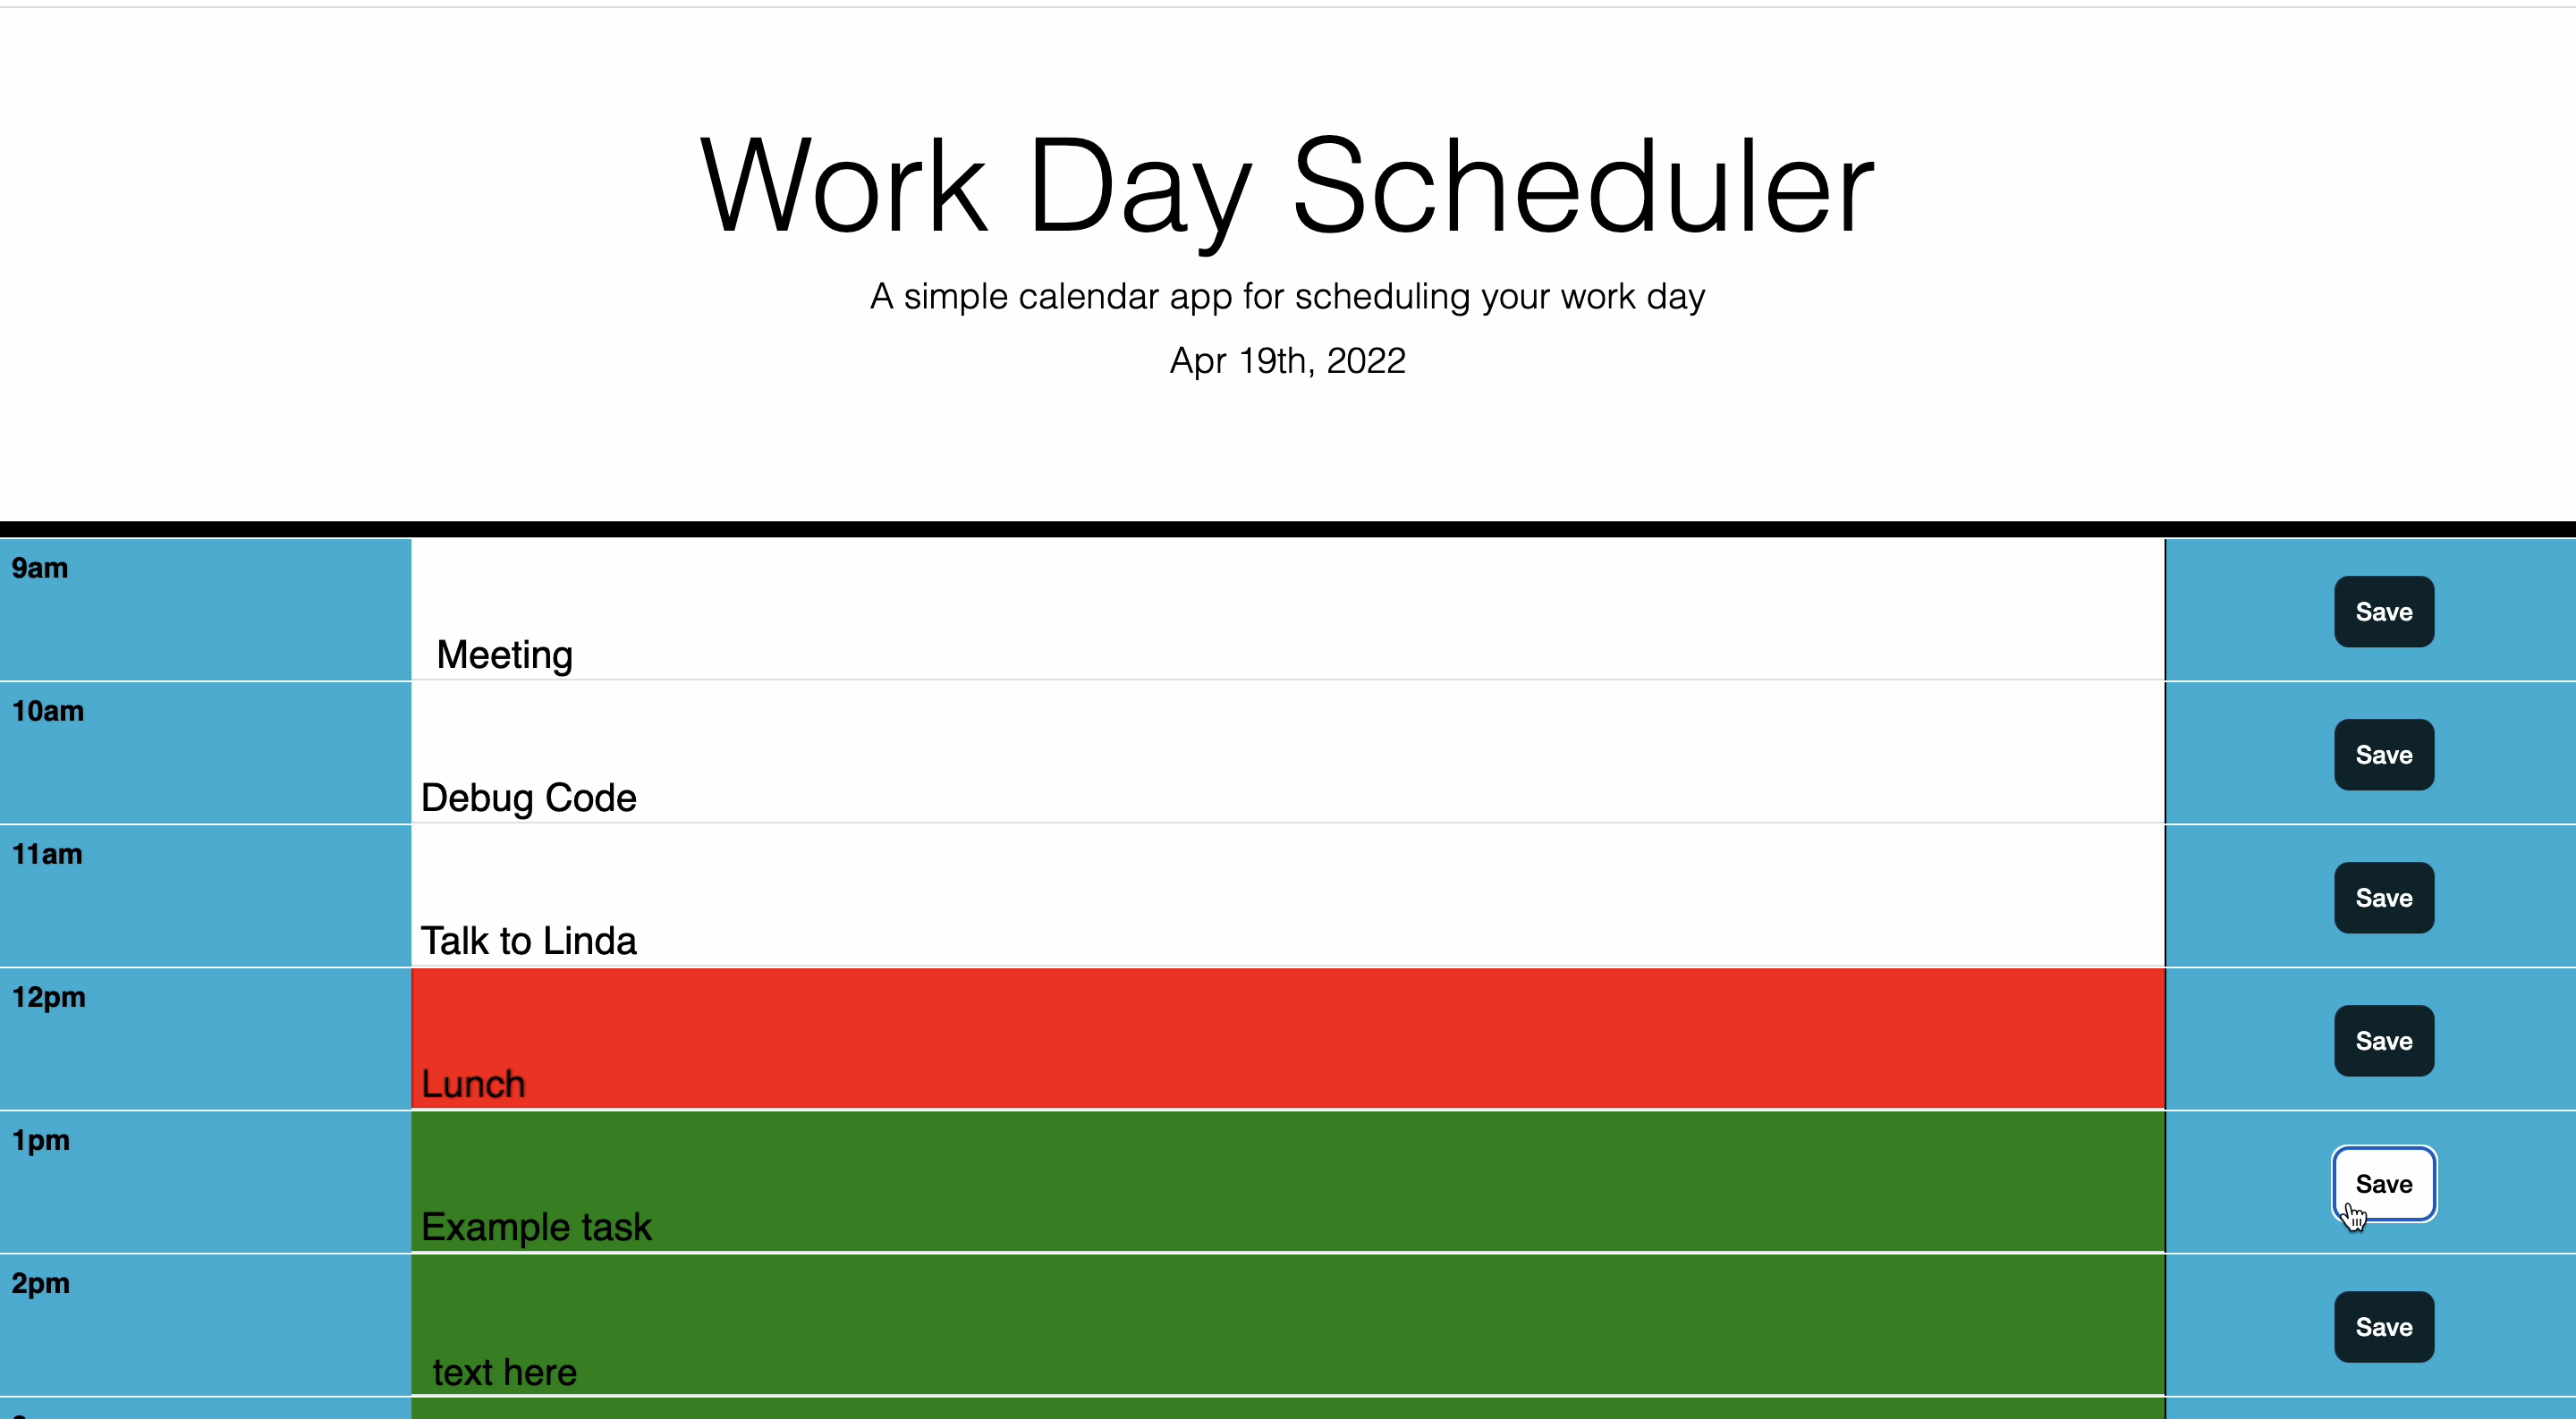 Work Day Scheduler
A simple calendar app for scheduling your work day
Apr 19th, 2022
9am
Meeting
Save
10am
Debug Code
Save
11am
Talk to Linda
Save
12pm
Lunch
Save
1pm
Example task
Save
2pm
text here
Save